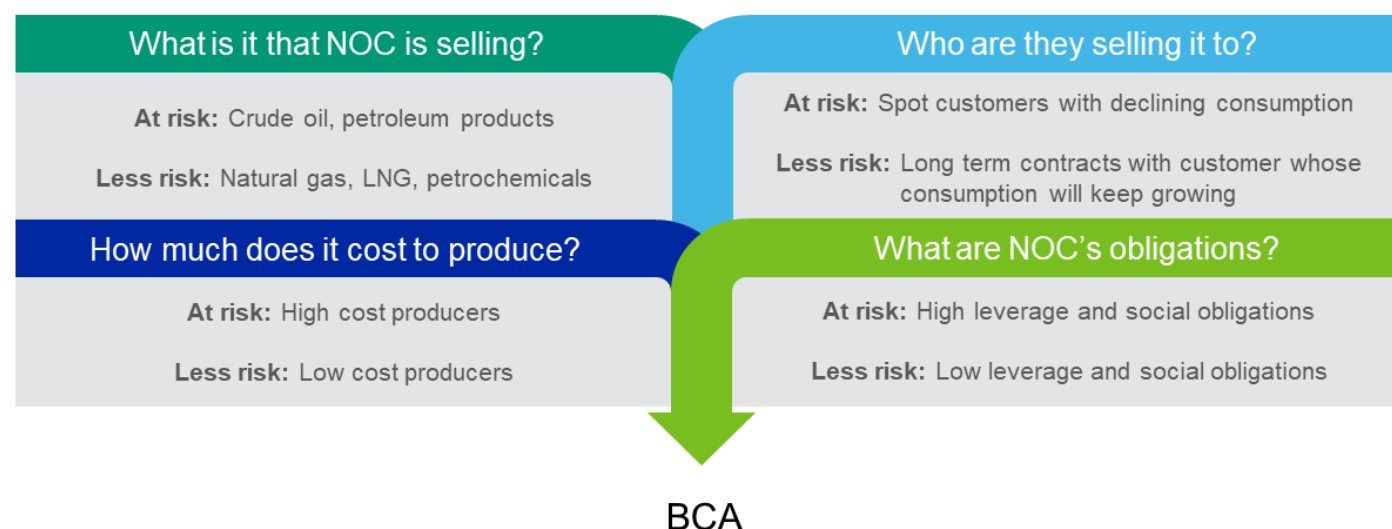 What is it that NOC is selling?
At risk: Crude oil, petroleum products
Less risk: Natural gas, LNG, petrochemicals
Who are they selling it to?
At risk: Spot customers with declining consumption
Less risk: Long term contracts with customer whose
consumption will keep growing
How much does it cost to produce?
At risk: High cost producers
Less risk: Low cost producers
What are NOC’s obligations?
At risk: High leverage and social obligations
Less risk: Low leverage and social obligations
BCA